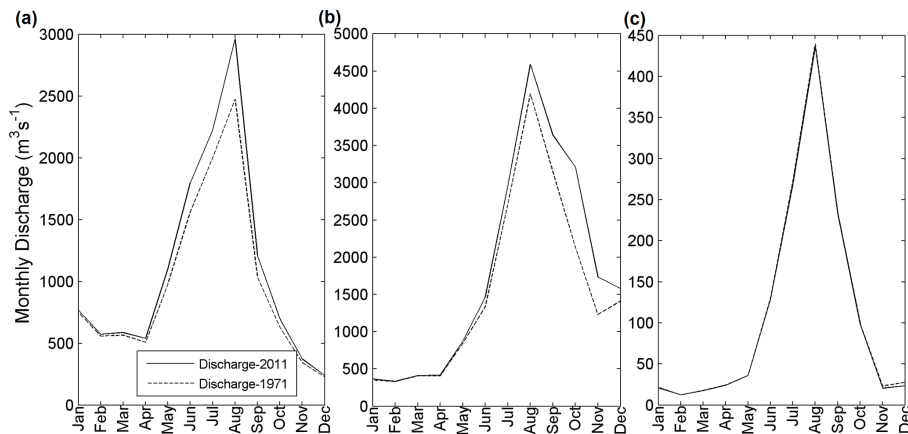 (a)
(b)
(c)
Monthly Discharge (m³s⁻¹)
3000
2500
2000
1500
1000
500
0
Jan
Feb
Mar
Apr
May
Jun
Jul
Aug
Sep
Oct
Nov
Dec
Discharge-2011
Discharge-1971
5000
4500
4000
3500
3000
2500
2000
1500
1000
500
0
Jan
Feb
Mar
Apr
May
Jun
Jul
Aug
Sep
Oct
Nov
Dec
450
400
350
300
250
200
150
100
50
0
Jan
Feb
Mar
Apr
May
Jun
Jul
Aug
Sep
Oct
Nov
Dec